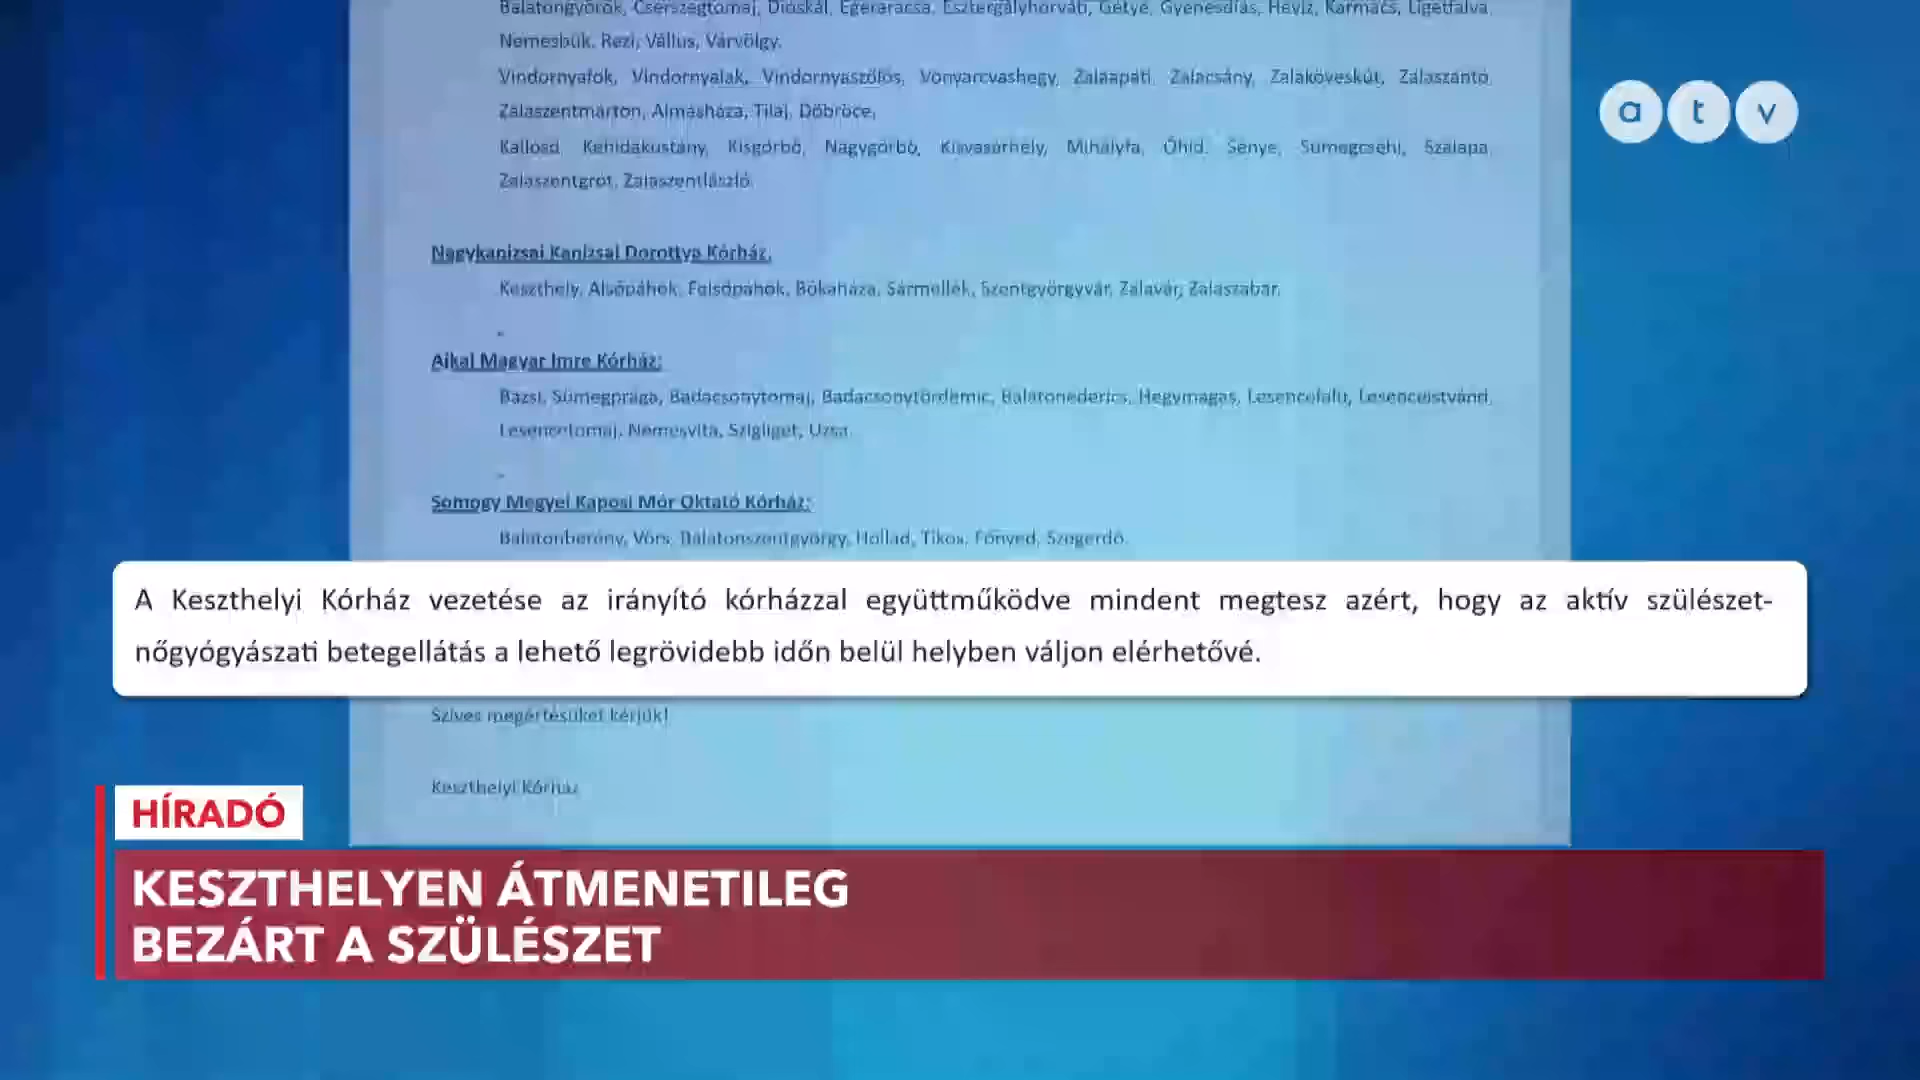 Balatongyörök, Cserszegtomaj, Dióskál, Egeraracsa, Esztergályhorváti, Gétye, Gyenesdiás, Hévíz, Karmacs, Ligetfalva,
Nemesbük, Rezi, Vállus, Várvölgy,
Vindornyafok, Vindornyalak, Vindornyaszőlős, Vonyarcvashegy, Zalaapáti, Zalacsány, Zalaköveskút, Zalaszántó,
Zalaszentmárton, Almásháza, Tilaj, Döbröce,
Kallósd, Kehidakustány, Kisgörbő, Nagygörbő, Kisvásárhely, Mihályfa, Óhíd, Sénye, Sümegcsehi, Szalapa,
Zalaszentgrót, Zalaszentlászló.
atv
Nagykanizsai Kanizsai Dorottya Kórház,
Keszthely, Alsópáhok, Felsőpáhok, Bókaháza, Sármellék, Szentgyörgyvár, Zalavár, Zalaszabar.
Ajkai Magyar Imre Kórház:
Bazsi, Sümegprága, Badacsonytomaj, Badacsonytördemic, Balatonederics, Hegymagas, Lesencefalu, Lesenceistvánd,
Lesencetomaj, Nemesvita, Szigliget, Uzsa.
Somogy Megyei Kaposi Mór Oktató Kórház:
Balatonberény, Vörs, Balatonszentgyörgy, Hollád, Tikos, Főnyed, Szegerdő.
A Keszthelyi Kórház vezetése az irányító kórházzal együttműködve mindent megtesz azért, hogy az aktív szülészet-
nőgyógyászati betegellátás a lehető legrövidebb időn belül helyben váljon elérhetővé.
Szíves megértésüket kérjük!
Keszthelyi Kórház
HÍRADÓ
KESZTHELYEN ÁTMENETILEG
BEZÁRT A SZÜLÉSZET